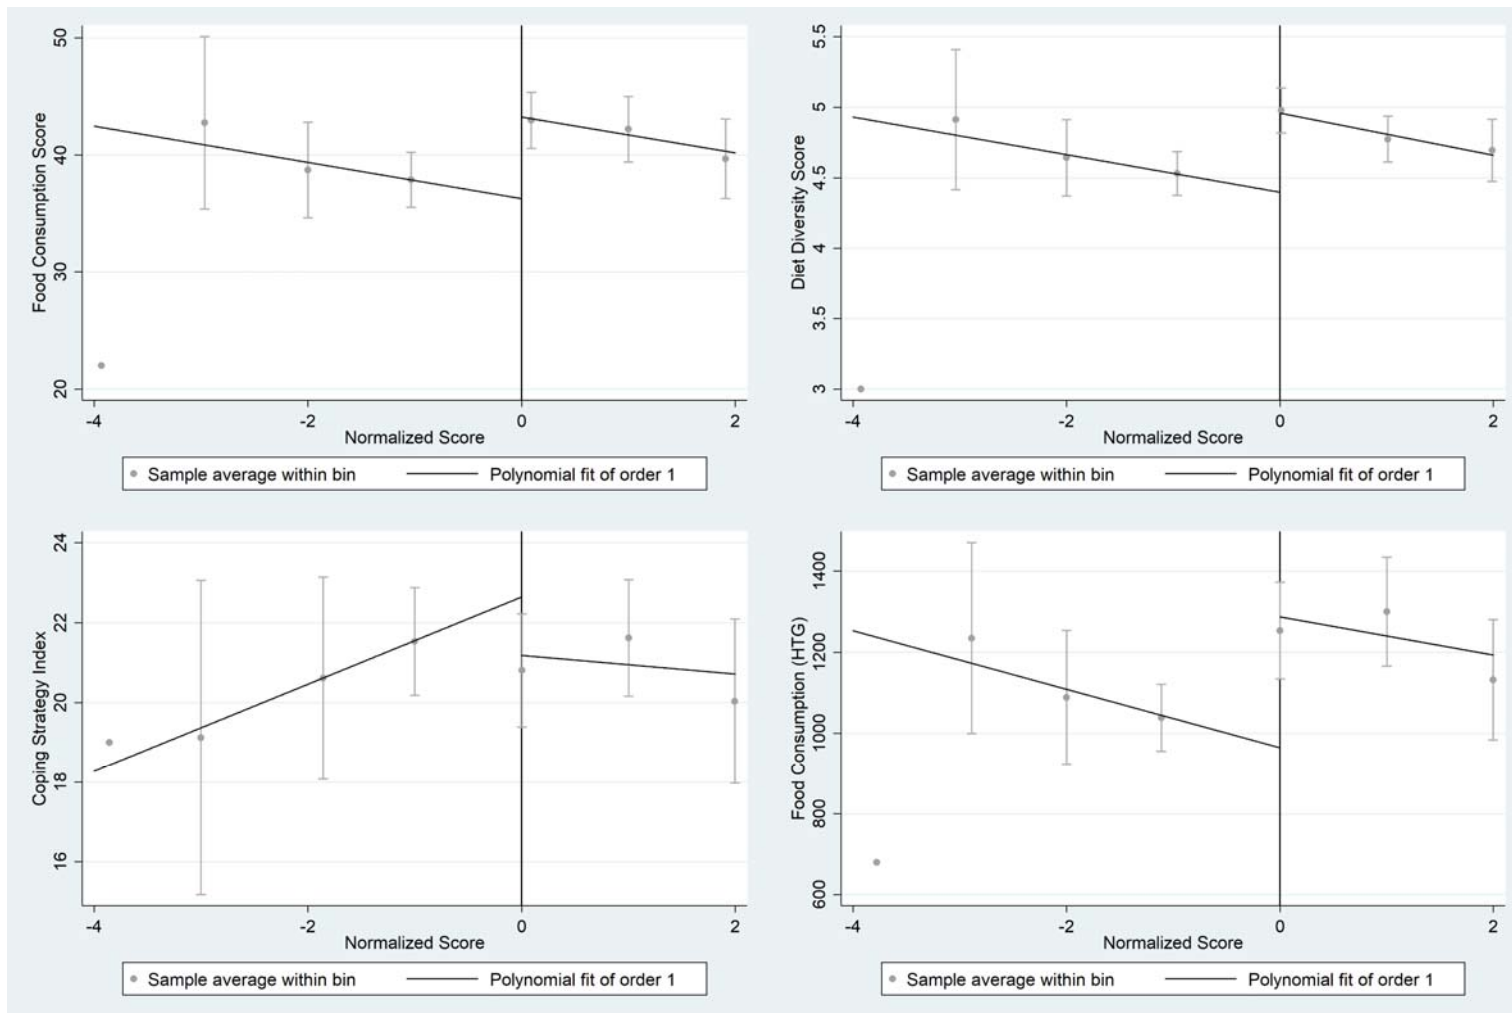 Food Consumption Score
50
40
30
20
-4 -2 0 2
Normalized Score
Sample average within bin Polynomial fit of order 1
Diet Diversity Score
5.5
5
4.5
4
3.5
3
-4 -2 0 2
Normalized Score
Sample average within bin Polynomial fit of order 1
Coping Strategy Index
24
22
20
18
16
-4 -2 0 2
Normalized Score
Sample average within bin Polynomial fit of order 1
Food Consumption (HTG)
1400
1200
1000
800
600
-4 -2 0 2
Normalized Score
Sample average within bin Polynomial fit of order 1